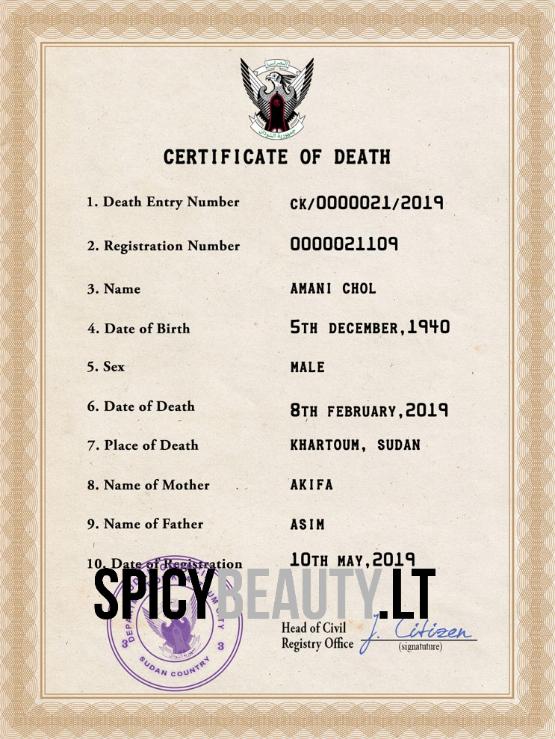 CERTIFICATE OF DEATH
1. Death Entry Number CK/0000021/2019
2. Registration Number 0000021109
3. Name AMANI CHOL
4. Date of Birth 5TH DECEMBER,1940
5. Sex MALE
6. Date of Death 8TH FEBRUARY,2019
7. Place of Death KHARTOUM, SUDAN
8. Name of Mother AKIFA
9. Name of Father ASIM
10. Date of Registration 10TH MAY,2019
SPICYBEAUTY.LT
3 3
SUDAN COUNTRY
Head of Civil
Registry Office J. Citizen
(signatuture)